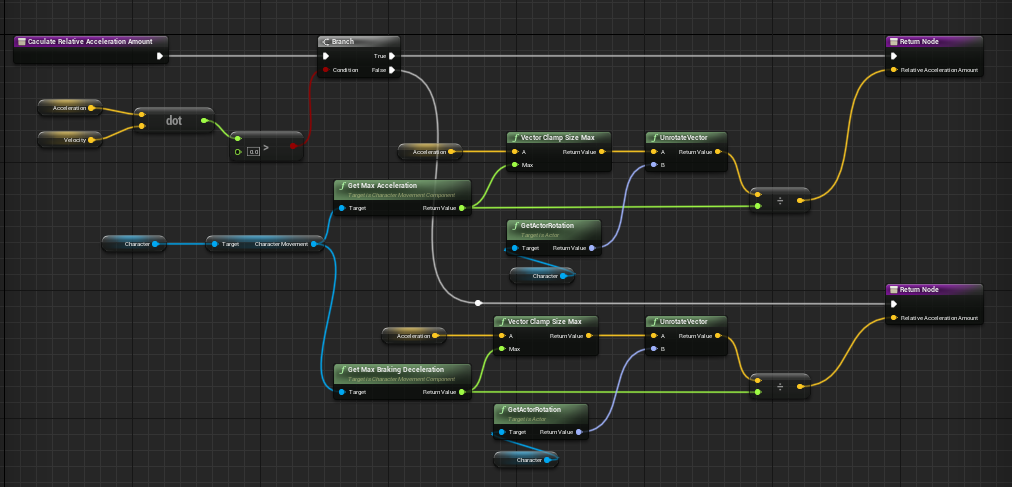 Caculate Relative Acceleration Amount
Branch
True
Condition
False
Return Node
Relative Acceleration Amount
Acceleration
Velocity
dot
0.0
>
Acceleration
Vector Clamp Size Max
A
Return Value
Max
UnrotateVector
A
Return Value
B
÷
Get Max Acceleration
Target is Character Movement Component
Target
Return Value
Character
Target
Character Movement
GetActorRotation
Target is Actor
Target
Return Value
Character
Return Node
Relative Acceleration Amount
Acceleration
Vector Clamp Size Max
A
Return Value
Max
UnrotateVector
A
Return Value
B
÷
Get Max Braking Deceleration
Target is Character Movement Component
Target
Return Value
GetActorRotation
Target is Actor
Target
Return Value
Character